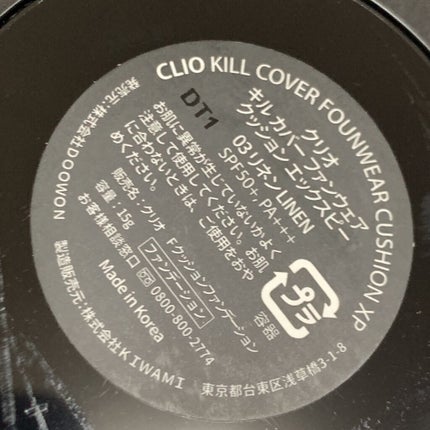 CLIO KILL COVER FOUNWEAR CUSHION XP
DT1
クリオ
キルカバー ファンウェア
クッション エックスピー
03 リネン LINEN
SPF50+, PA+++
お肌に異常が生じていないかよく
注意して使用してください。お肌
に合わないときは、ご使用をおや
めください。
販売名：クリオ Fクッションファンデーション
容量：15g
ファンデーション
お客様相談窓口 0800-800-2774
Made in Korea
プラ
容器
発売元：株式会社DOOWON
製造販売元：株式会社KIWAMI 東京都台東区浅草橋3-1-8